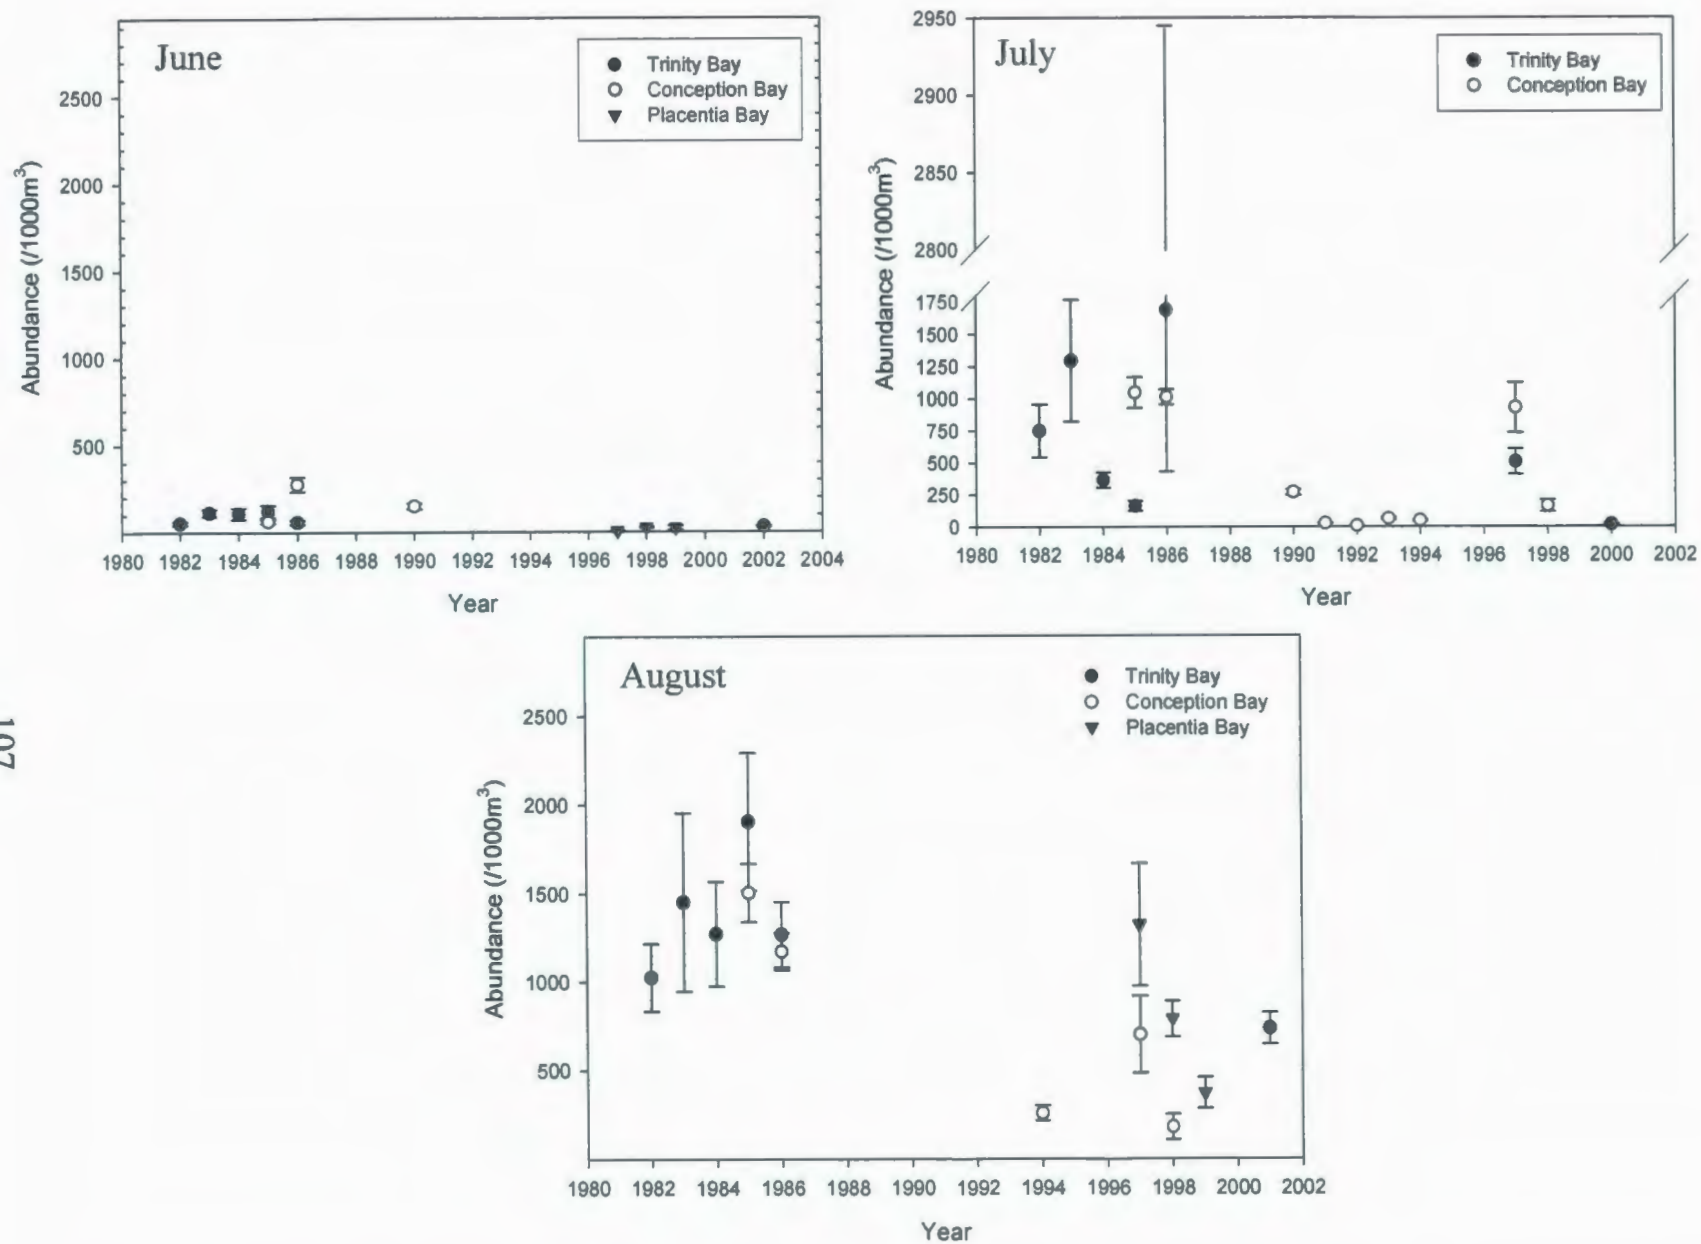 June
Trinity Bay
Conception Bay
Placentia Bay
2500
2000
1500
1000
500
Abundance (/1000m³)
1980 1982 1984 1986 1988 1990 1992 1994 1996 1998 2000 2002 2004
Year
July
Trinity Bay
Conception Bay
2950
2900
2850
2800
1750
1500
1250
1000
750
500
250
0
Abundance (/1000m³)
1980 1982 1984 1986 1988 1990 1992 1994 1996 1998 2000 2002
Year
August
Trinity Bay
Conception Bay
Placentia Bay
2500
2000
1500
1000
500
Abundance (/1000m³)
1980 1982 1984 1986 1988 1990 1992 1994 1996 1998 2000 2002
Year
107